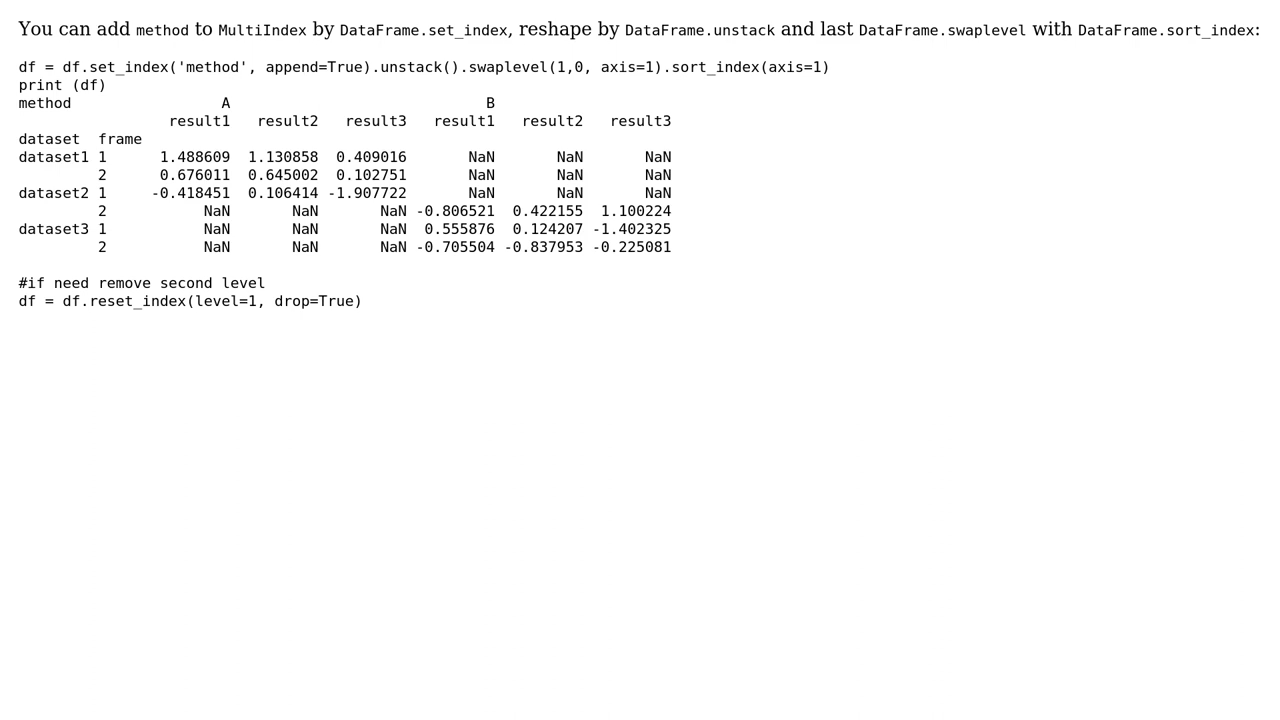 You can add method to MultiIndex by DataFrame.set_index, reshape by DataFrame.unstack and last DataFrame.swaplevel with DataFrame.sort_index:
df = df.set_index('method', append=True).unstack().swaplevel(1,0, axis=1).sort_index(axis=1)
print (df)
method                 A                             B
                 result1   result2   result3   result1   result2   result3
dataset  frame
dataset1 1      1.488609  1.130858  0.409016       NaN       NaN       NaN
         2      0.676011  0.645002  0.102751       NaN       NaN       NaN
dataset2 1     -0.418451  0.106414 -1.907722       NaN       NaN       NaN
         2           NaN       NaN       NaN -0.806521  0.422155  1.100224
dataset3 1           NaN       NaN       NaN  0.555876  0.124207 -1.402325
         2           NaN       NaN       NaN -0.705504 -0.837953 -0.225081
#if need remove second level
df = df.reset_index(level=1, drop=True)